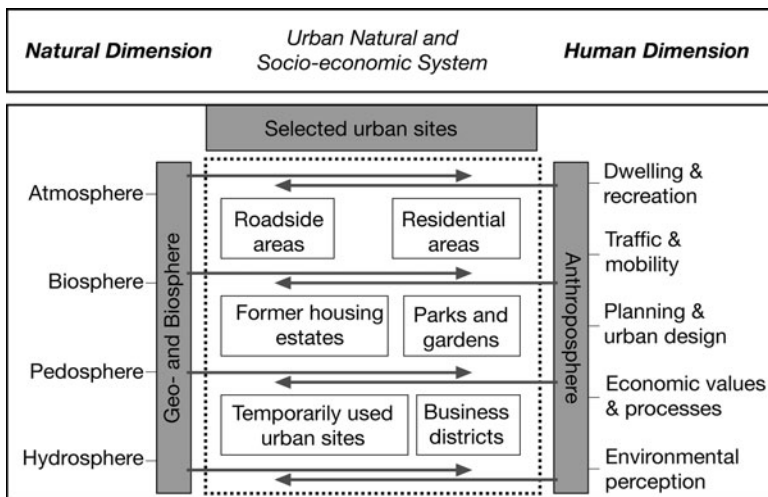 Natural Dimension
Urban Natural and
Socio-economic System
Human Dimension
Selected urban sites
Atmosphere
Biosphere
Pedosphere
Hydrosphere
Geo- and Biosphere
Roadside
areas
Residential
areas
Former housing
estates
Parks and
gardens
Temporarily used
urban sites
Business
districts
Anthroposphere
Dwelling &
recreation
Traffic &
mobility
Planning &
urban design
Economic values
& processes
Environmental
perception